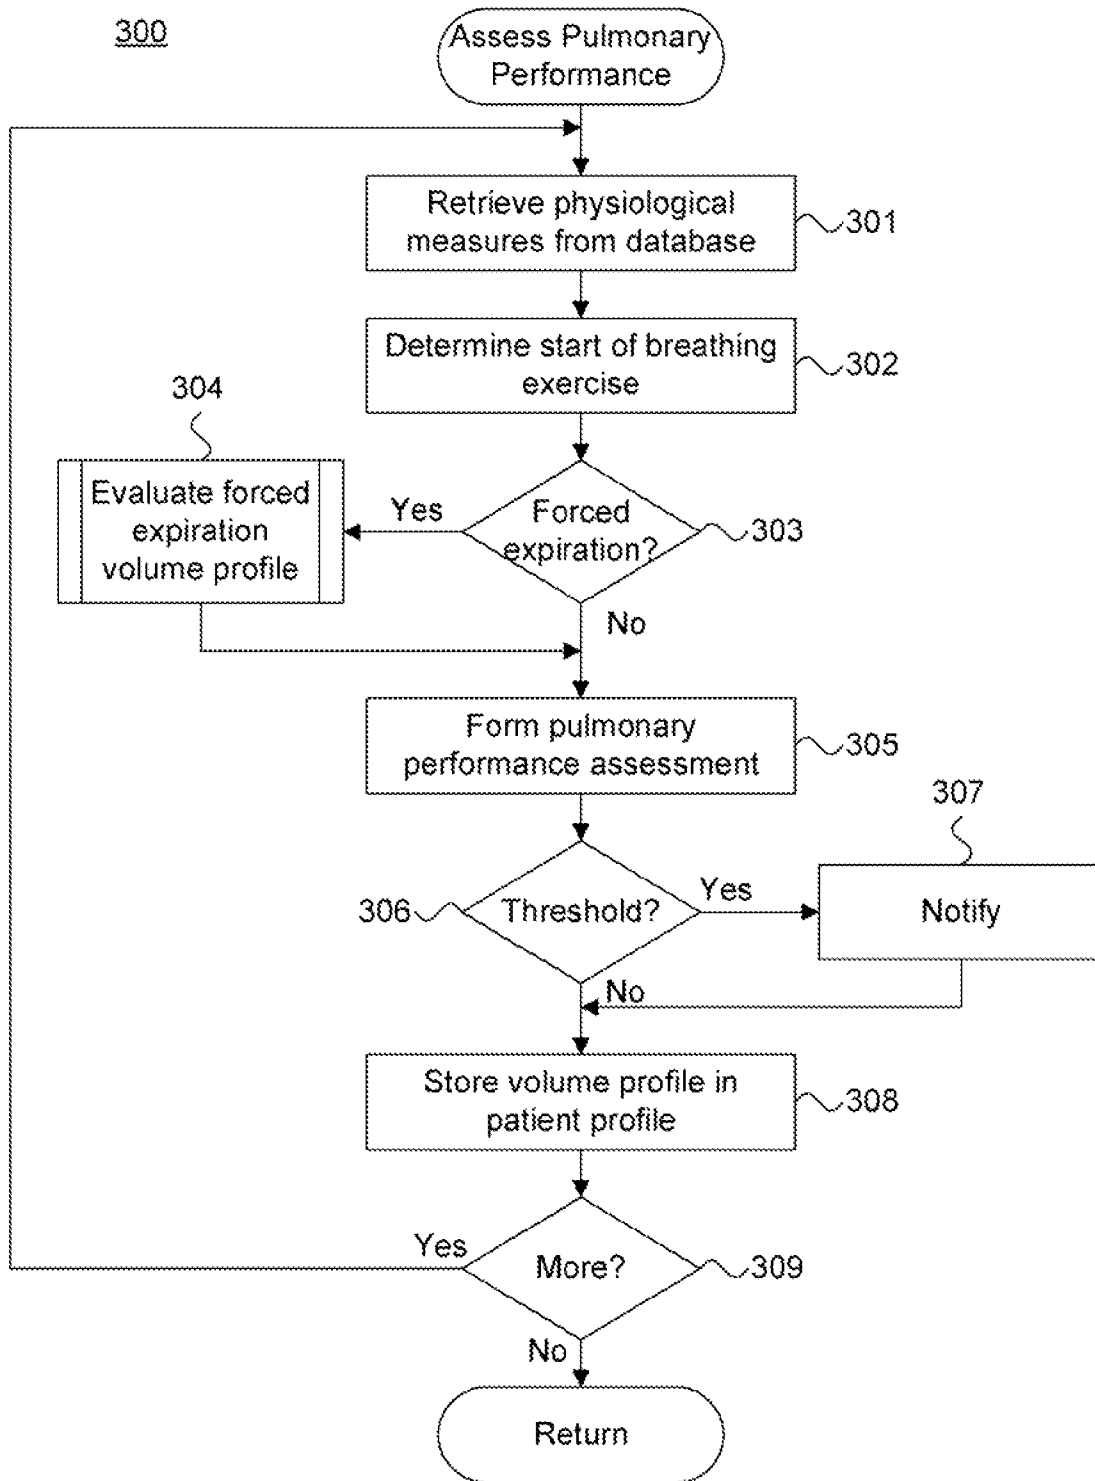 300
Assess Pulmonary
Performance
Retrieve physiological
measures from database
301
Determine start of breathing
exercise
302
304
Evaluate forced
expiration
volume profile
Yes
Forced
expiration?
303
No
Form pulmonary
performance assessment
305
307
306
Threshold?
Yes
Notify
No
Store volume profile in
patient profile
308
Yes
More?
309
No
Return